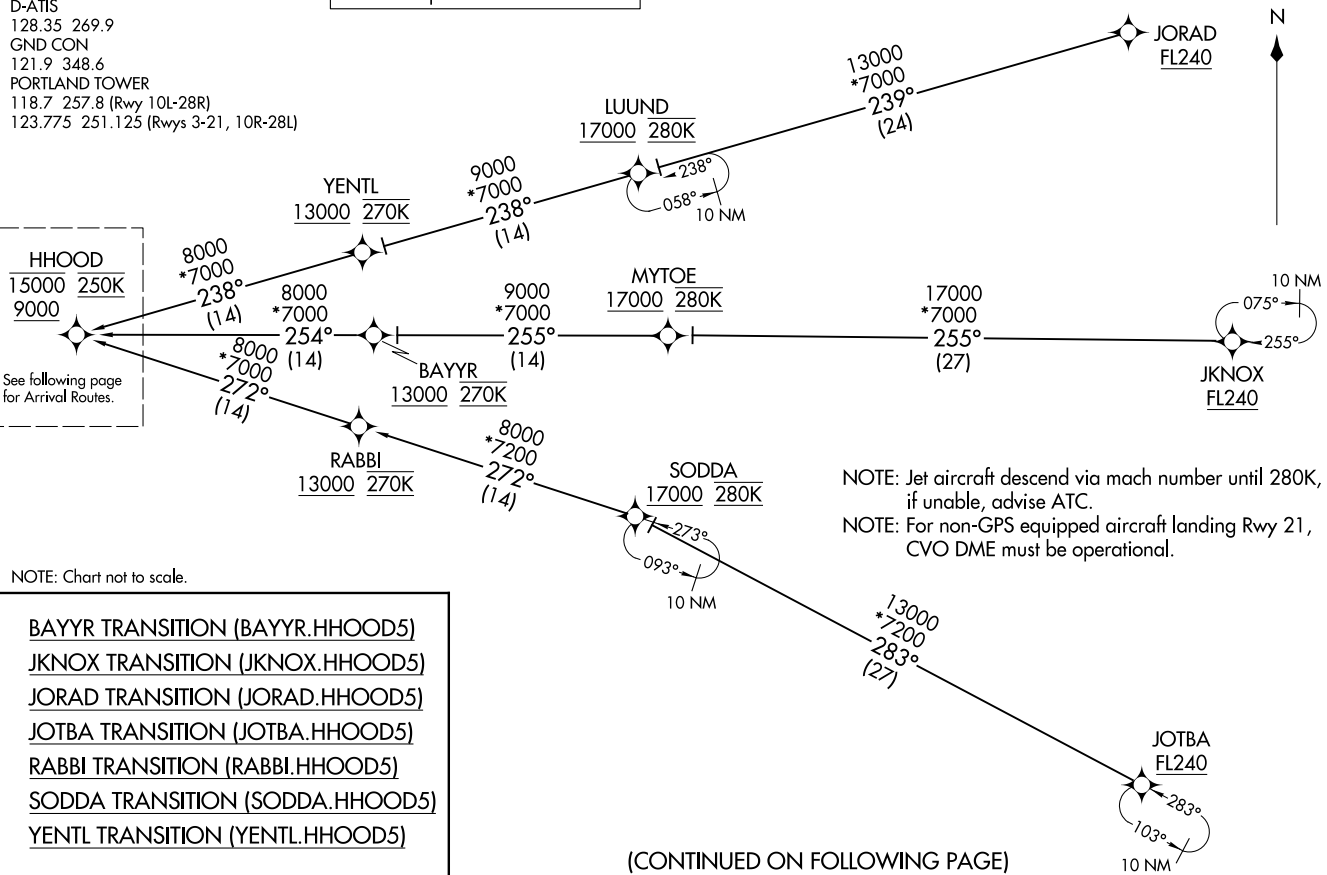 D-ATIS
128.35 269.9
GND CON
121.9 348.6
PORTLAND TOWER
118.7 257.8 (Rwy 10L-28R)
123.775 251.125 (Rwys 3-21, 10R-28L)
N
JORAD
FL240
13000
*7000
239°
(24)
LUUND
17000 280K
238°
058°
10 NM
9000
*7000
238°
(14)
YENTL
13000 270K
8000
*7000
238°
(14)
HHOOD
15000 250K
9000
See following page
for Arrival Routes.
8000
*7000
254°
(14)
BAYYR
13000 270K
9000
*7000
255°
(14)
MYTOE
17000 280K
17000
*7000
255°
(27)
10 NM
075°
255°
JKNOX
FL240
8000
*7000
272°
(14)
RABBI
13000 270K
8000
*7200
272°
(14)
SODDA
17000 280K
273°
093°
10 NM
13000
*7200
283°
(27)
JOTBA
FL240
283°
103°
10 NM
NOTE: Jet aircraft descend via mach number until 280K,
if unable, advise ATC.
NOTE: For non-GPS equipped aircraft landing Rwy 21,
CVO DME must be operational.
NOTE: Chart not to scale.
BAYYR TRANSITION (BAYYR.HHOOD5)
JKNOX TRANSITION (JKNOX.HHOOD5)
JORAD TRANSITION (JORAD.HHOOD5)
JOTBA TRANSITION (JOTBA.HHOOD5)
RABBI TRANSITION (RABBI.HHOOD5)
SODDA TRANSITION (SODDA.HHOOD5)
YENTL TRANSITION (YENTL.HHOOD5)
(CONTINUED ON FOLLOWING PAGE)